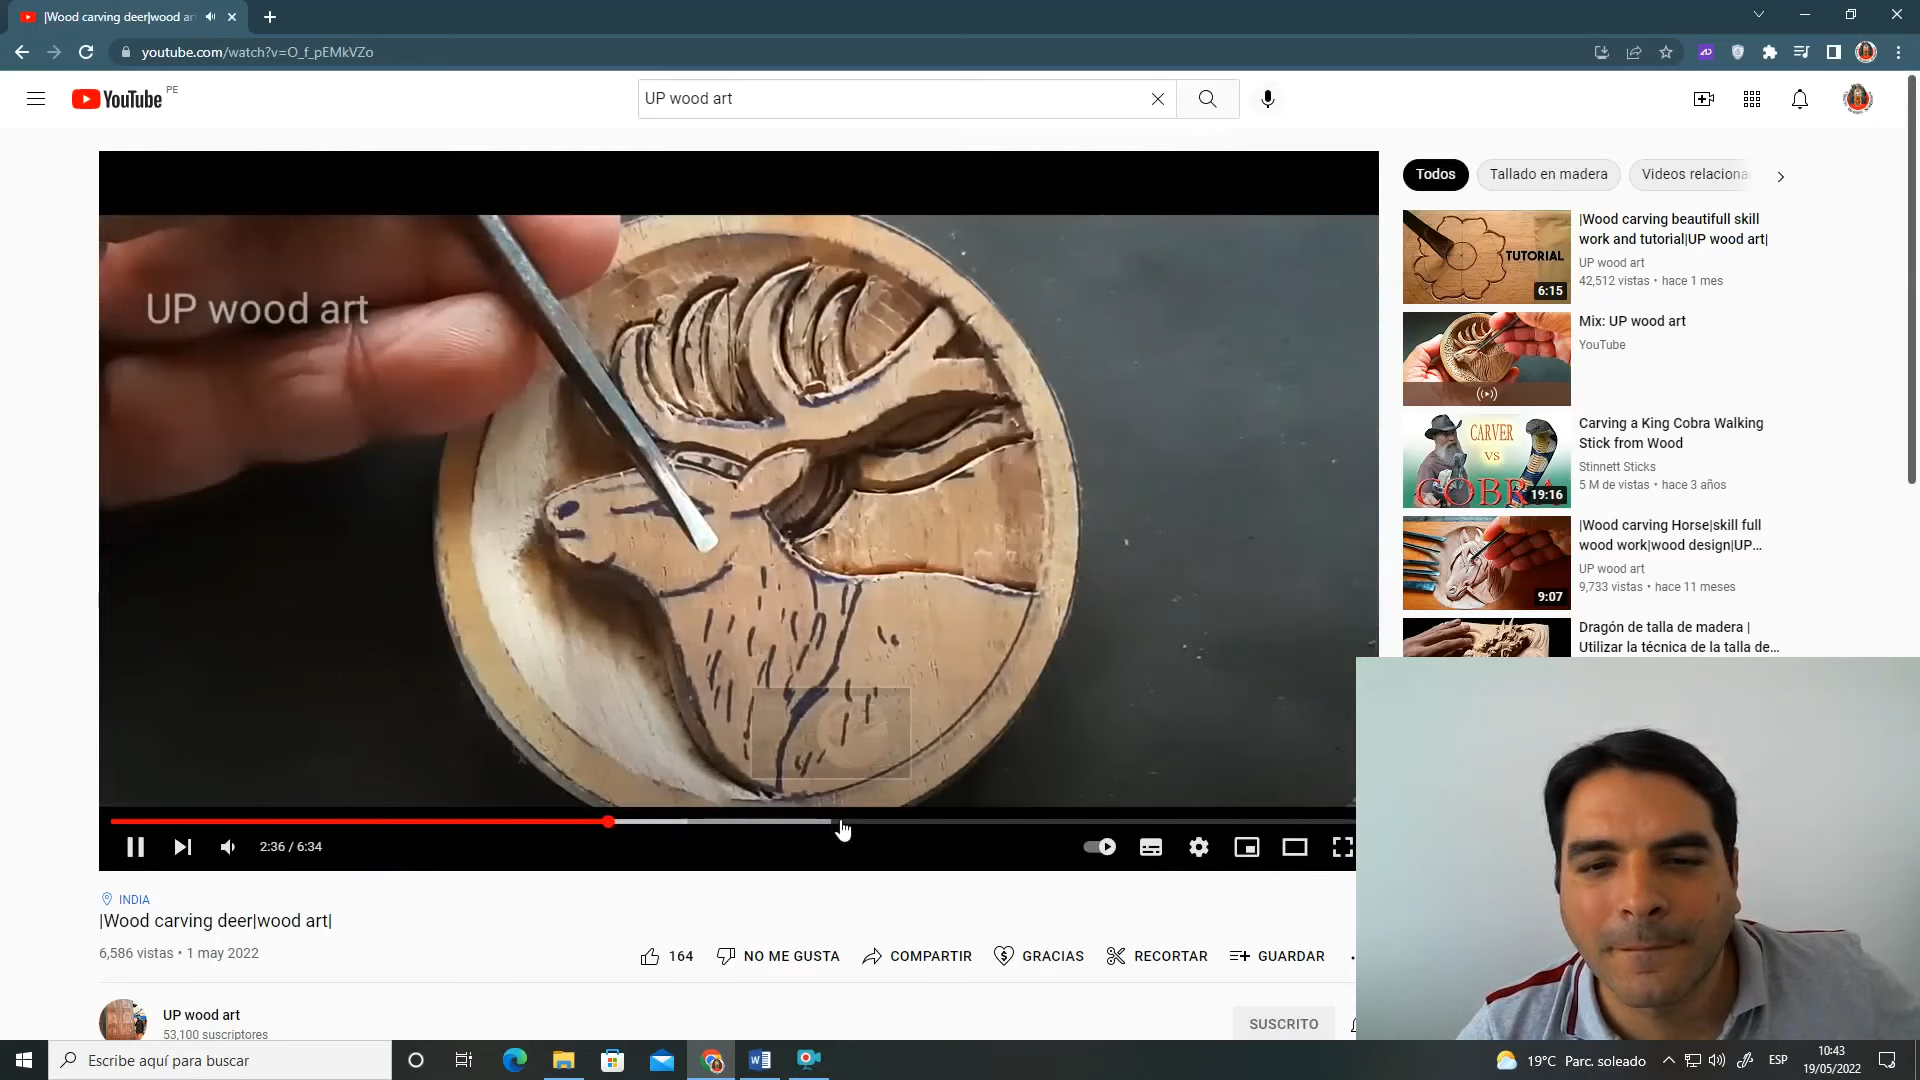 |Wood carving deer|wood ar
youtube.com/watch?v=O_f_pEMkVZo
YouTube PE
UP wood art
UP wood art
Todos
Tallado en madera
Videos relaciona
|Wood carving beautifull skill
work and tutorial|UP wood art|
UP wood art
42,512 vistas • hace 1 mes
TUTORIAL
6:15
Mix: UP wood art
YouTube
Carving a King Cobra Walking
Stick from Wood
Stinnett Sticks
5 M de vistas • hace 3 años
CARVER
VS
COBRA
19:16
|Wood carving Horse|skill full
wood work|wood design|UP...
UP wood art
9,733 vistas • hace 11 meses
9:07
Dragón de talla de madera |
Utilizar la técnica de la talla de...
2:36 / 6:34
INDIA
|Wood carving deer|wood art|
6,586 vistas • 1 may 2022
164
NO ME GUSTA
COMPARTIR
GRACIAS
RECORTAR
GUARDAR
UP wood art
53,100 suscriptores
SUSCRITO
Escribe aquí para buscar
19°C Parc. soleado
ESP
10:43
19/05/2022